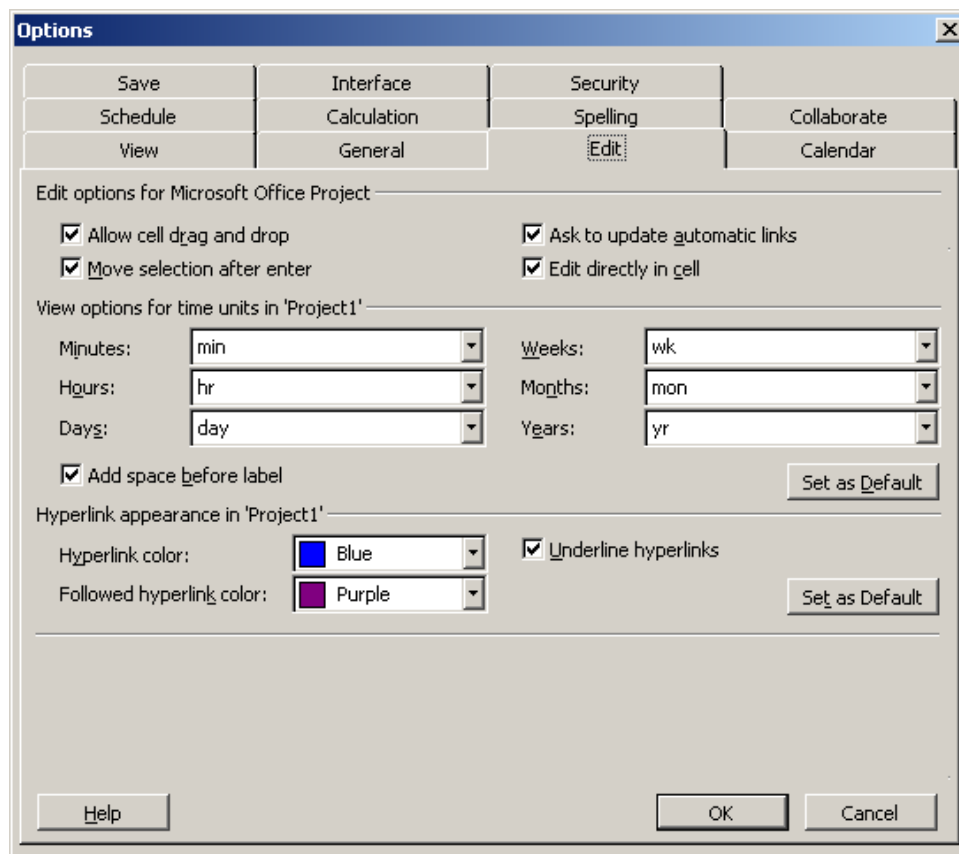 Options
Save Interface Security
Schedule Calculation Spelling Collaborate
View General Edit Calendar
Edit options for Microsoft Office Project
Allow cell drag and drop Ask to update automatic links
Move selection after enter Edit directly in cell
View options for time units in 'Project1'
Minutes: min Weeks: wk
Hours: hr Months: mon
Days: day Years: yr
Add space before label Set as Default
Hyperlink appearance in 'Project1'
Hyperlink color: Blue Underline hyperlinks
Followed hyperlink color: Purple Set as Default
Help OK Cancel